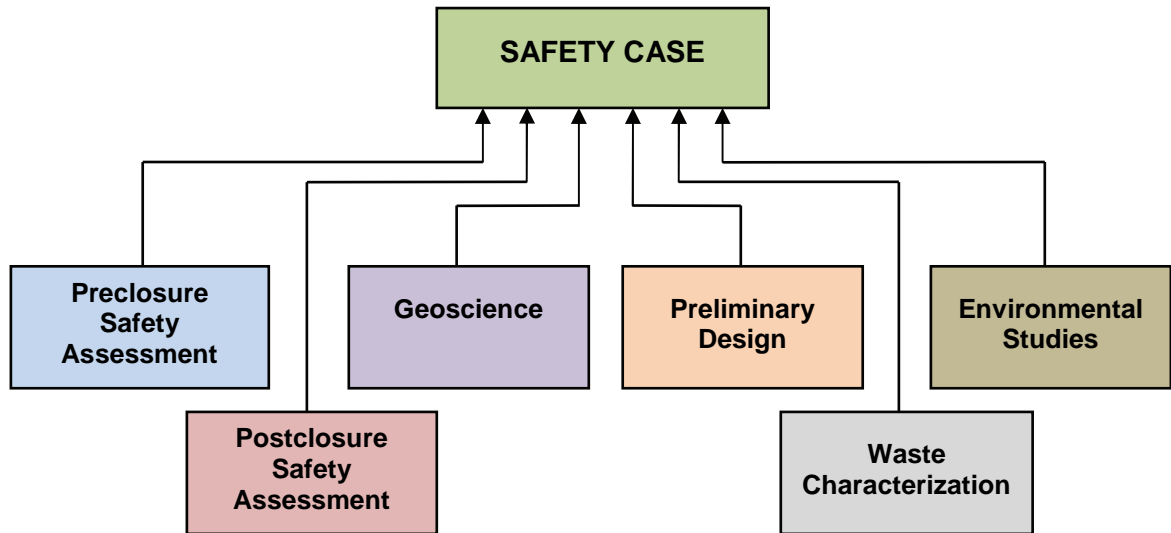 SAFETY CASE
Preclosure
Safety
Assessment
Geoscience
Preliminary
Design
Environmental
Studies
Postclosure
Safety
Assessment
Waste
Characterization